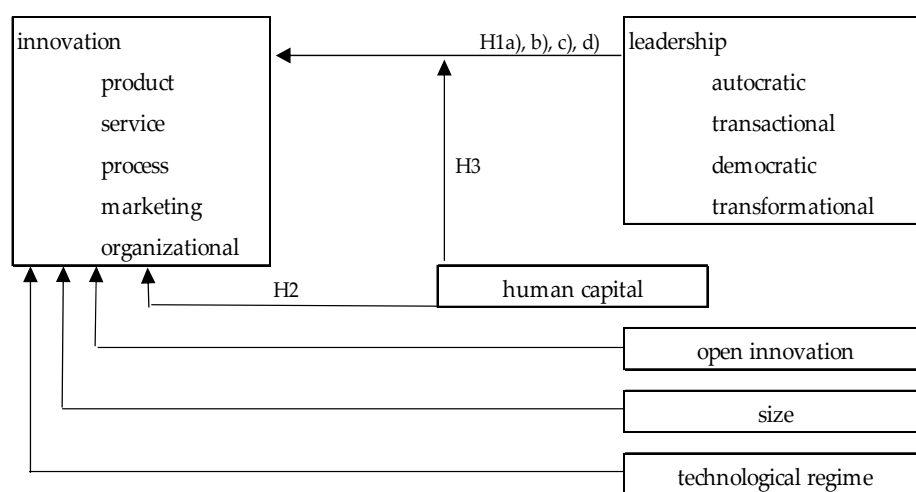 innovation
product
service
process
marketing
organizational
H1a), b), c), d)
leadership
autocratic
transactional
democratic
transformational
H3
H2
human capital
open innovation
size
technological regime